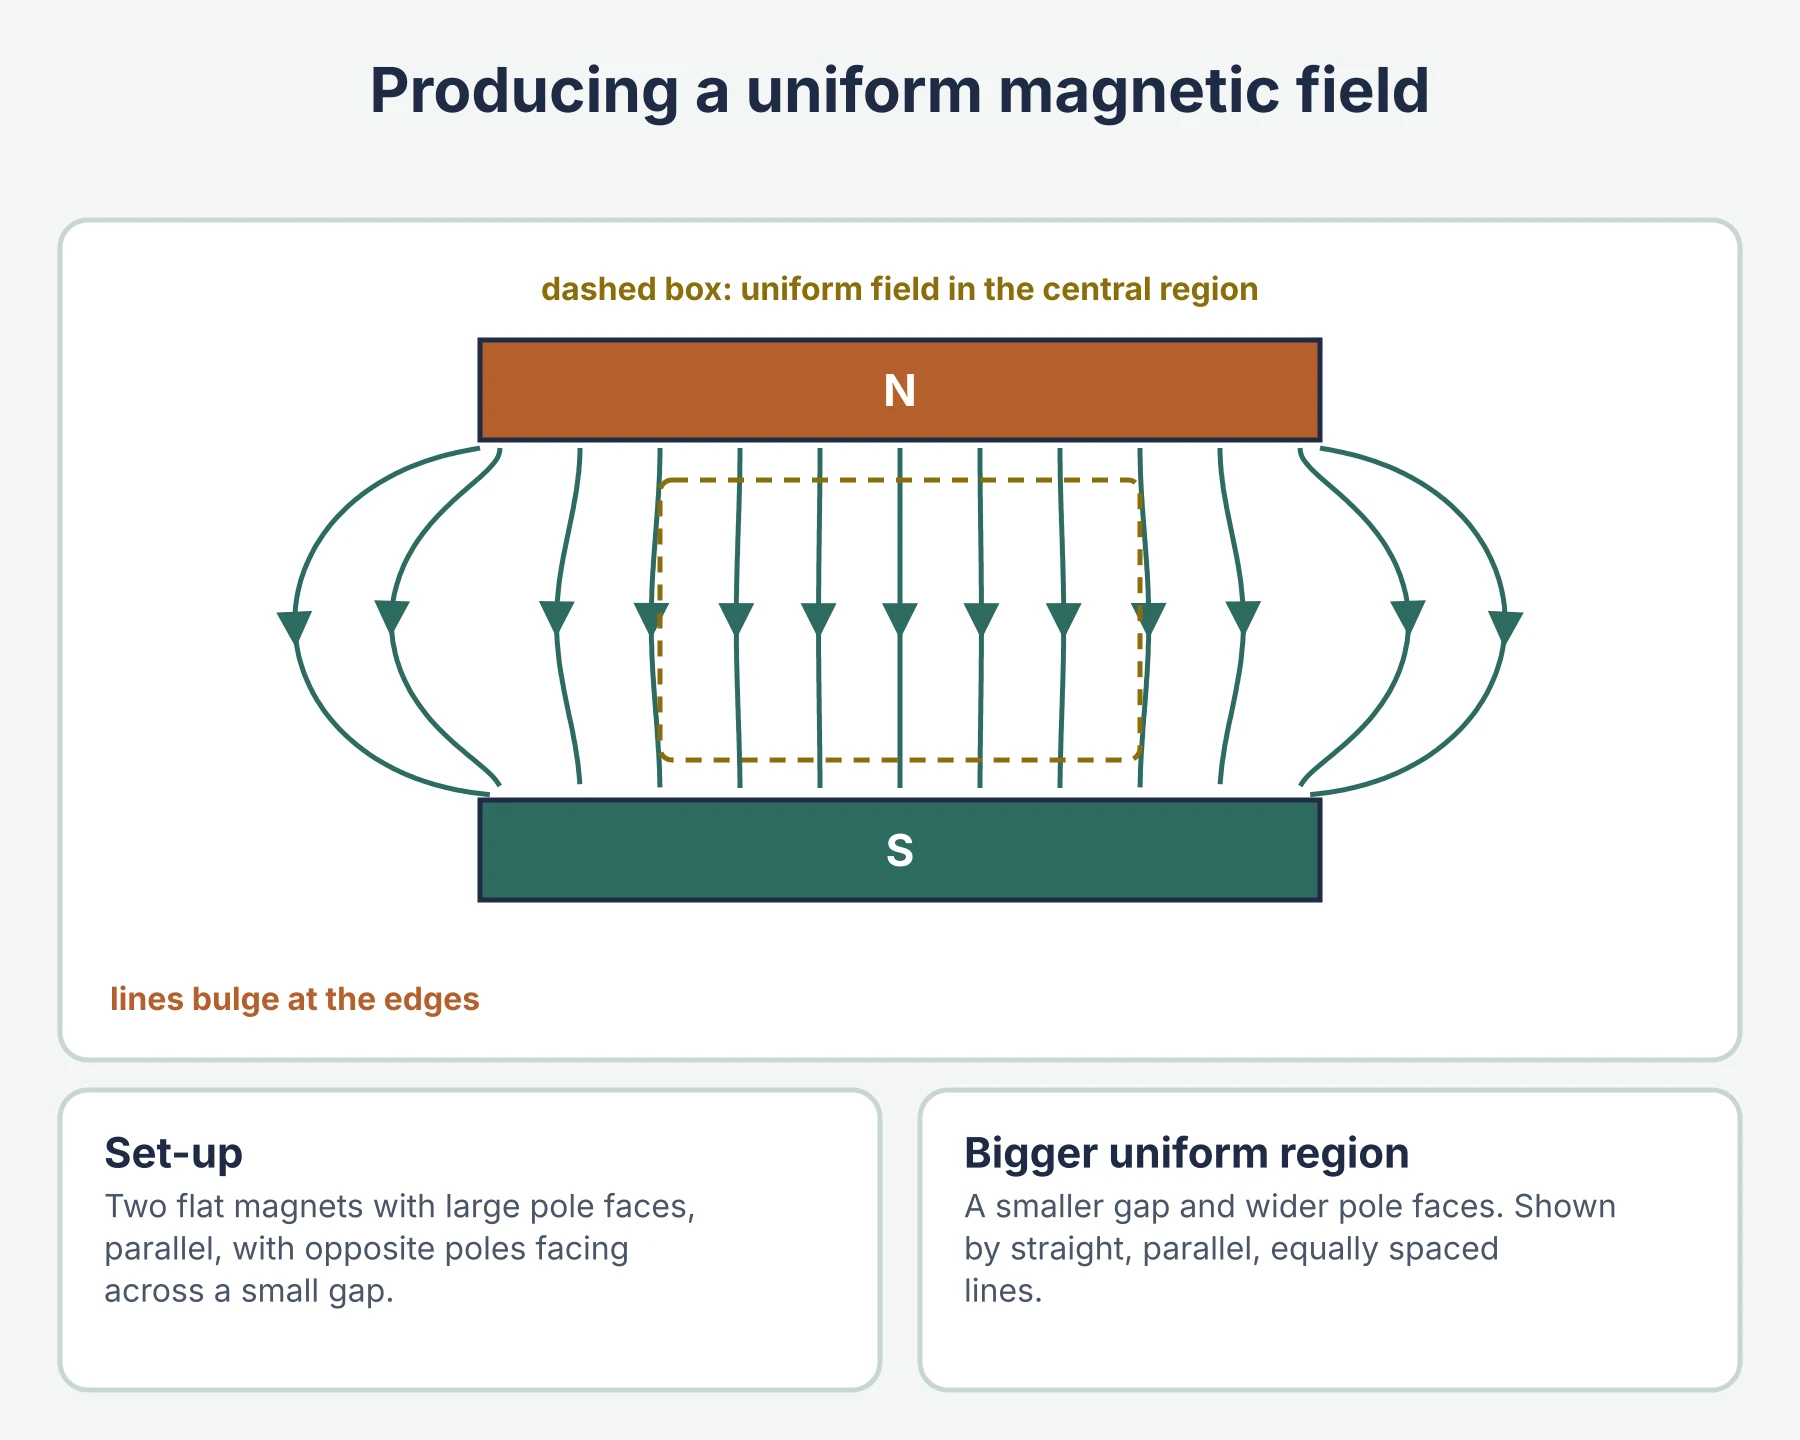 Producing a uniform magnetic field
dashed box: uniform field in the central region
N
S
lines bulge at the edges
Set-up
Two flat magnets with large pole faces,
parallel, with opposite poles facing
across a small gap.
Bigger uniform region
A smaller gap and wider pole faces. Shown
by straight, parallel, equally spaced
lines.